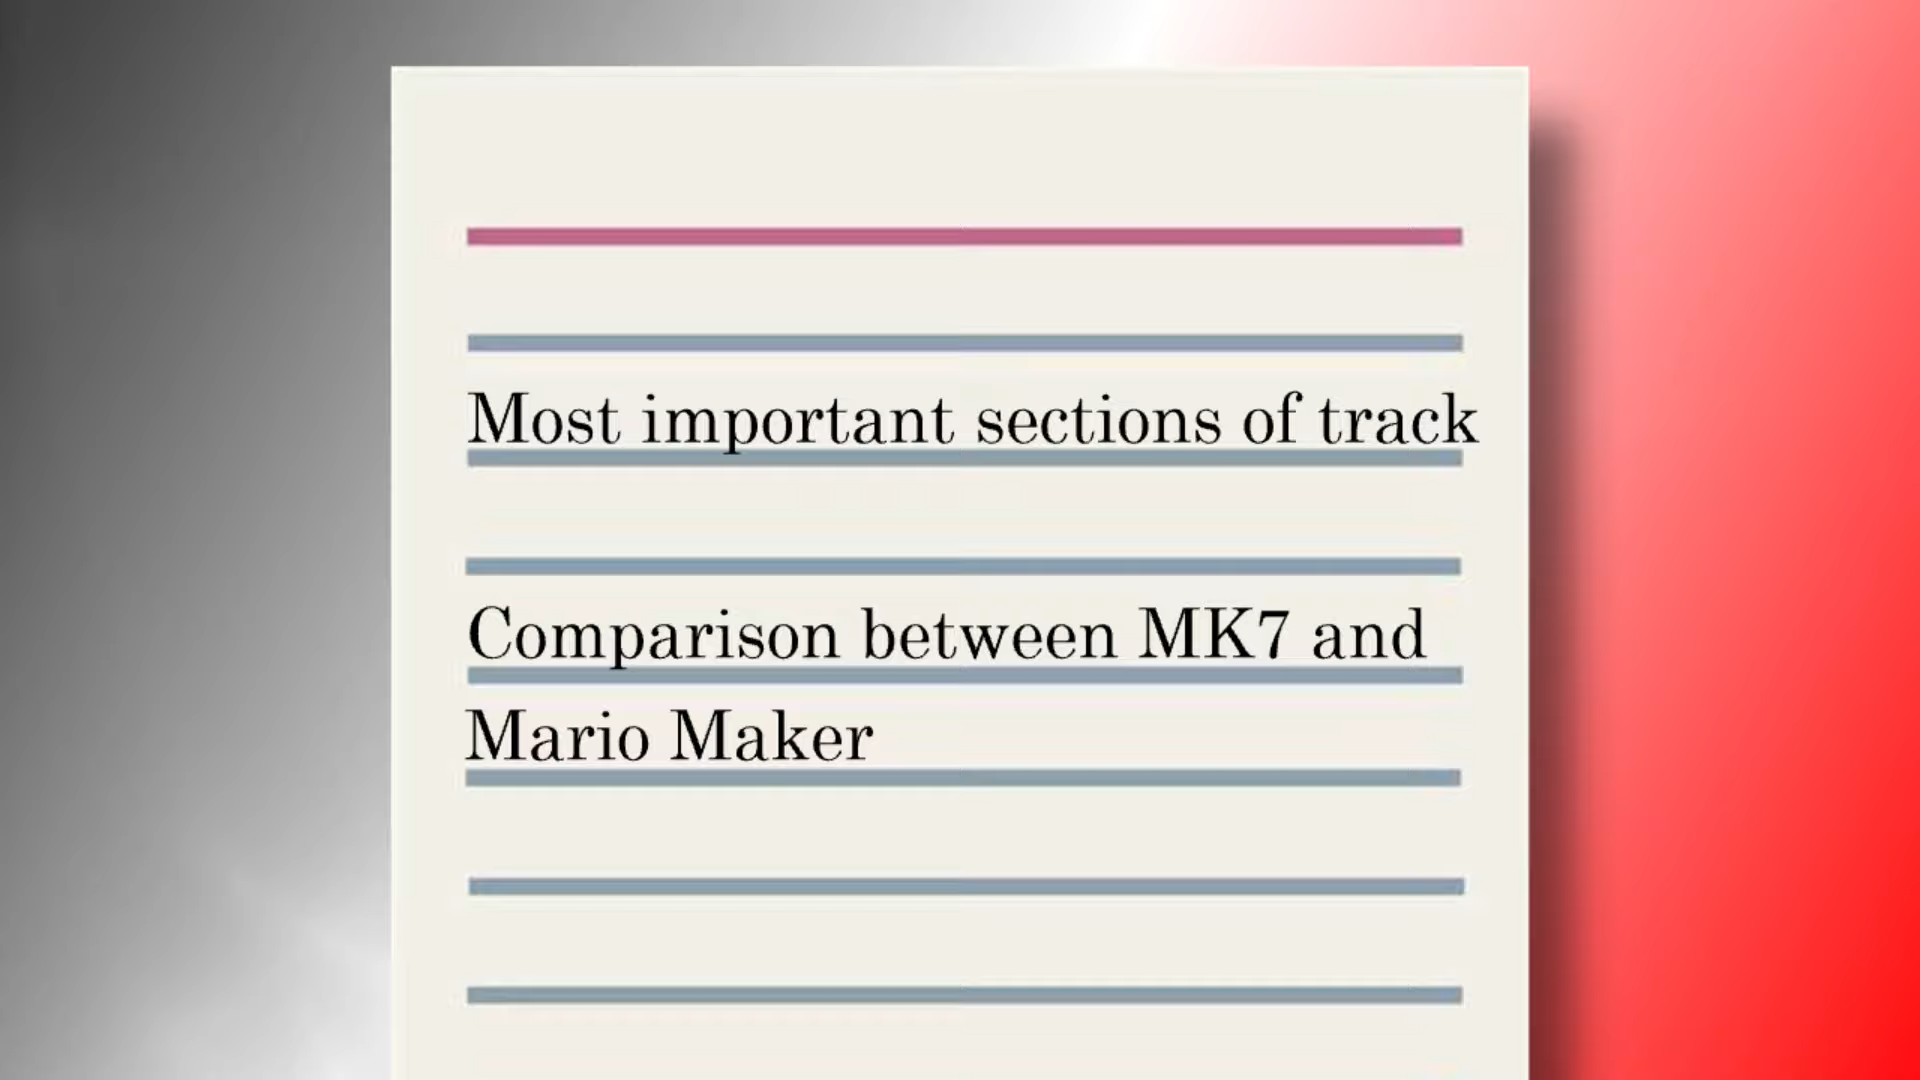 Most important sections of track
Comparison between MK7 and
Mario Maker